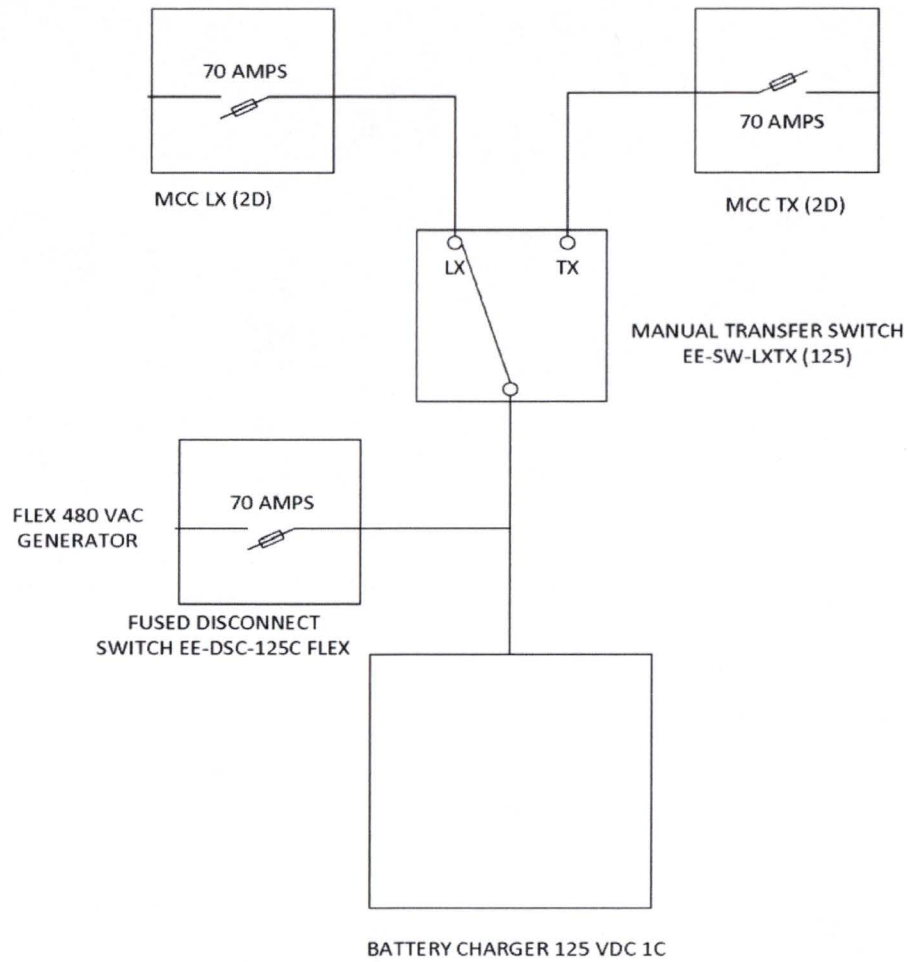 70 AMPS
70 AMPS
MCC LX (2D)
MCC TX (2D)
LX
TX
MANUAL TRANSFER SWITCH
EE-SW-LXTX (125)
70 AMPS
FLEX 480 VAC
GENERATOR
FUSED DISCONNECT
SWITCH EE-DSC-125C FLEX
BATTERY CHARGER 125 VDC 1C